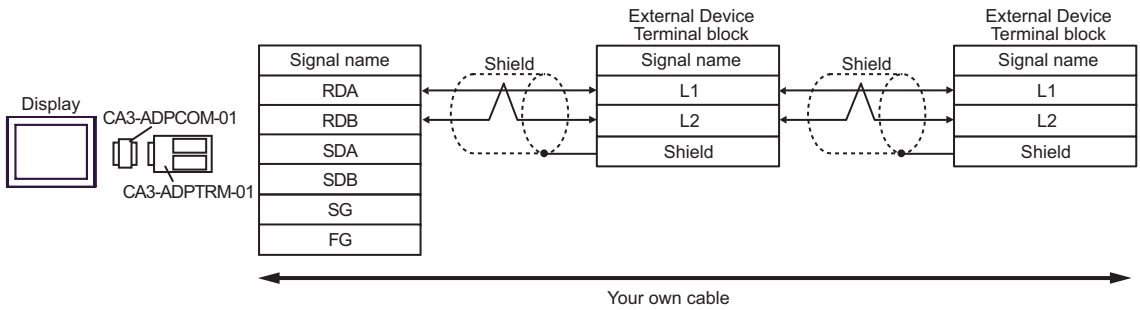 Display
CA3-ADPCOM-01
CA3-ADPTRM-01
Signal name
RDA
RDB
SDA
SDB
SG
FG
Shield
External Device
Terminal block
Signal name
L1
L2
Shield
Shield
External Device
Terminal block
Signal name
L1
L2
Shield
Your own cable